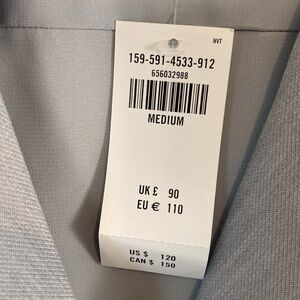 NVT
159-591-4533-912
656032988
MEDIUM
UK £ 90
EU € 110
US $ 120
CAN $ 150